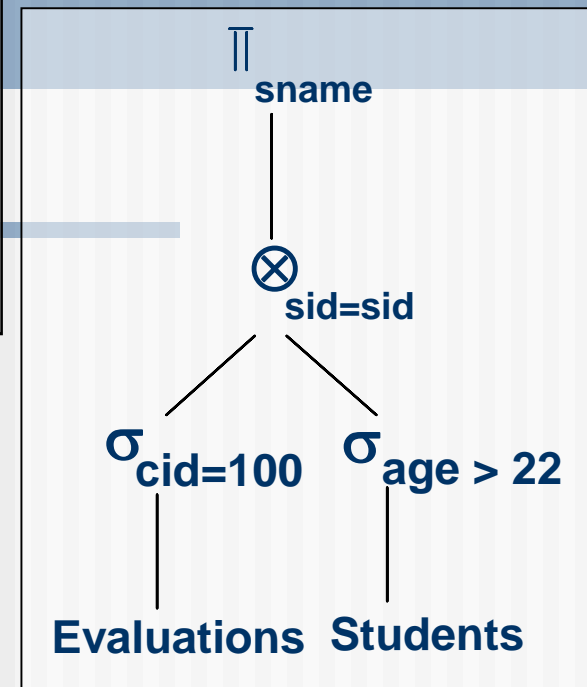 π
sname
⊗
sid=sid
σcid=100 σage > 22
Evaluations Students